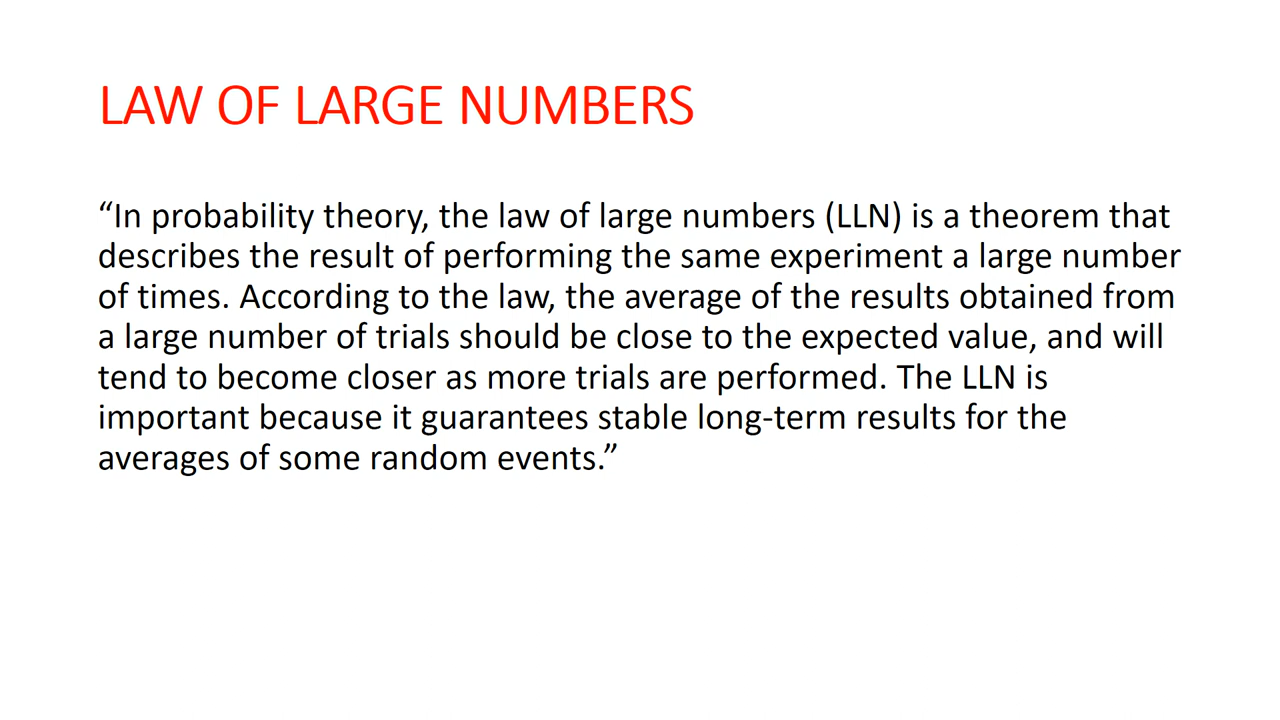 LAW OF LARGE NUMBERS
“In probability theory, the law of large numbers (LLN) is a theorem that
describes the result of performing the same experiment a large number
of times. According to the law, the average of the results obtained from
a large number of trials should be close to the expected value, and will
tend to become closer as more trials are performed. The LLN is
important because it guarantees stable long-term results for the
averages of some random events.”